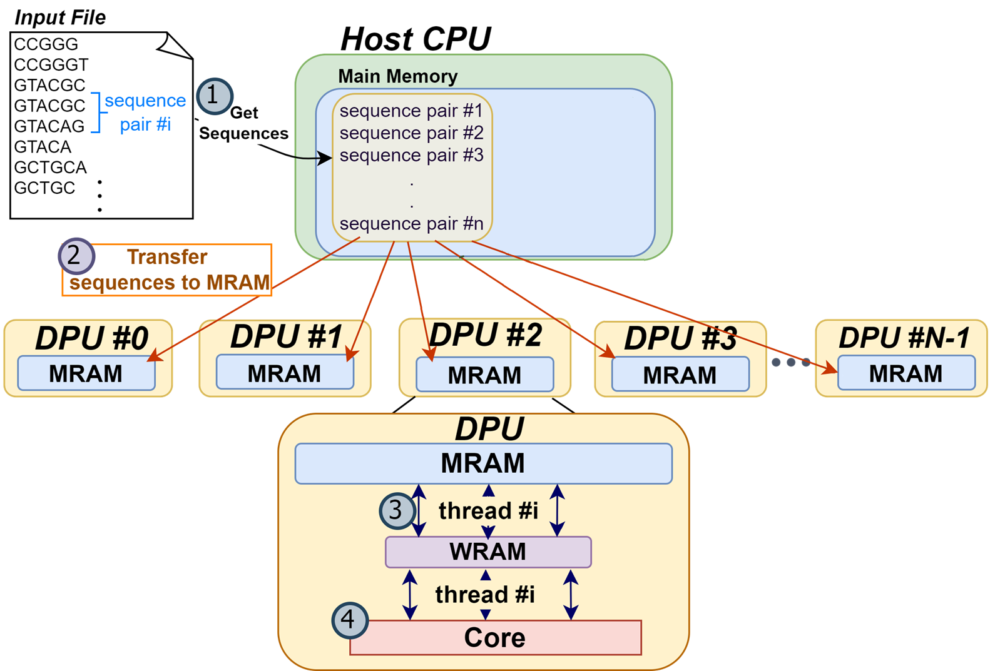 Input File
CCGGG
CCGGGT
GTACGC
GTACGC
GTACAG
GTACA
GCTGCA
GCTGC
sequence
pair #i
1
Get
Sequences
Host CPU
Main Memory
sequence pair #1
sequence pair #2
sequence pair #3
.
.
sequence pair #n
2
Transfer
sequences to MRAM
DPU #0
MRAM
DPU #1
MRAM
DPU #2
MRAM
DPU #3
MRAM
DPU #N-1
MRAM
DPU
MRAM
3
thread #i
WRAM
thread #i
4
Core